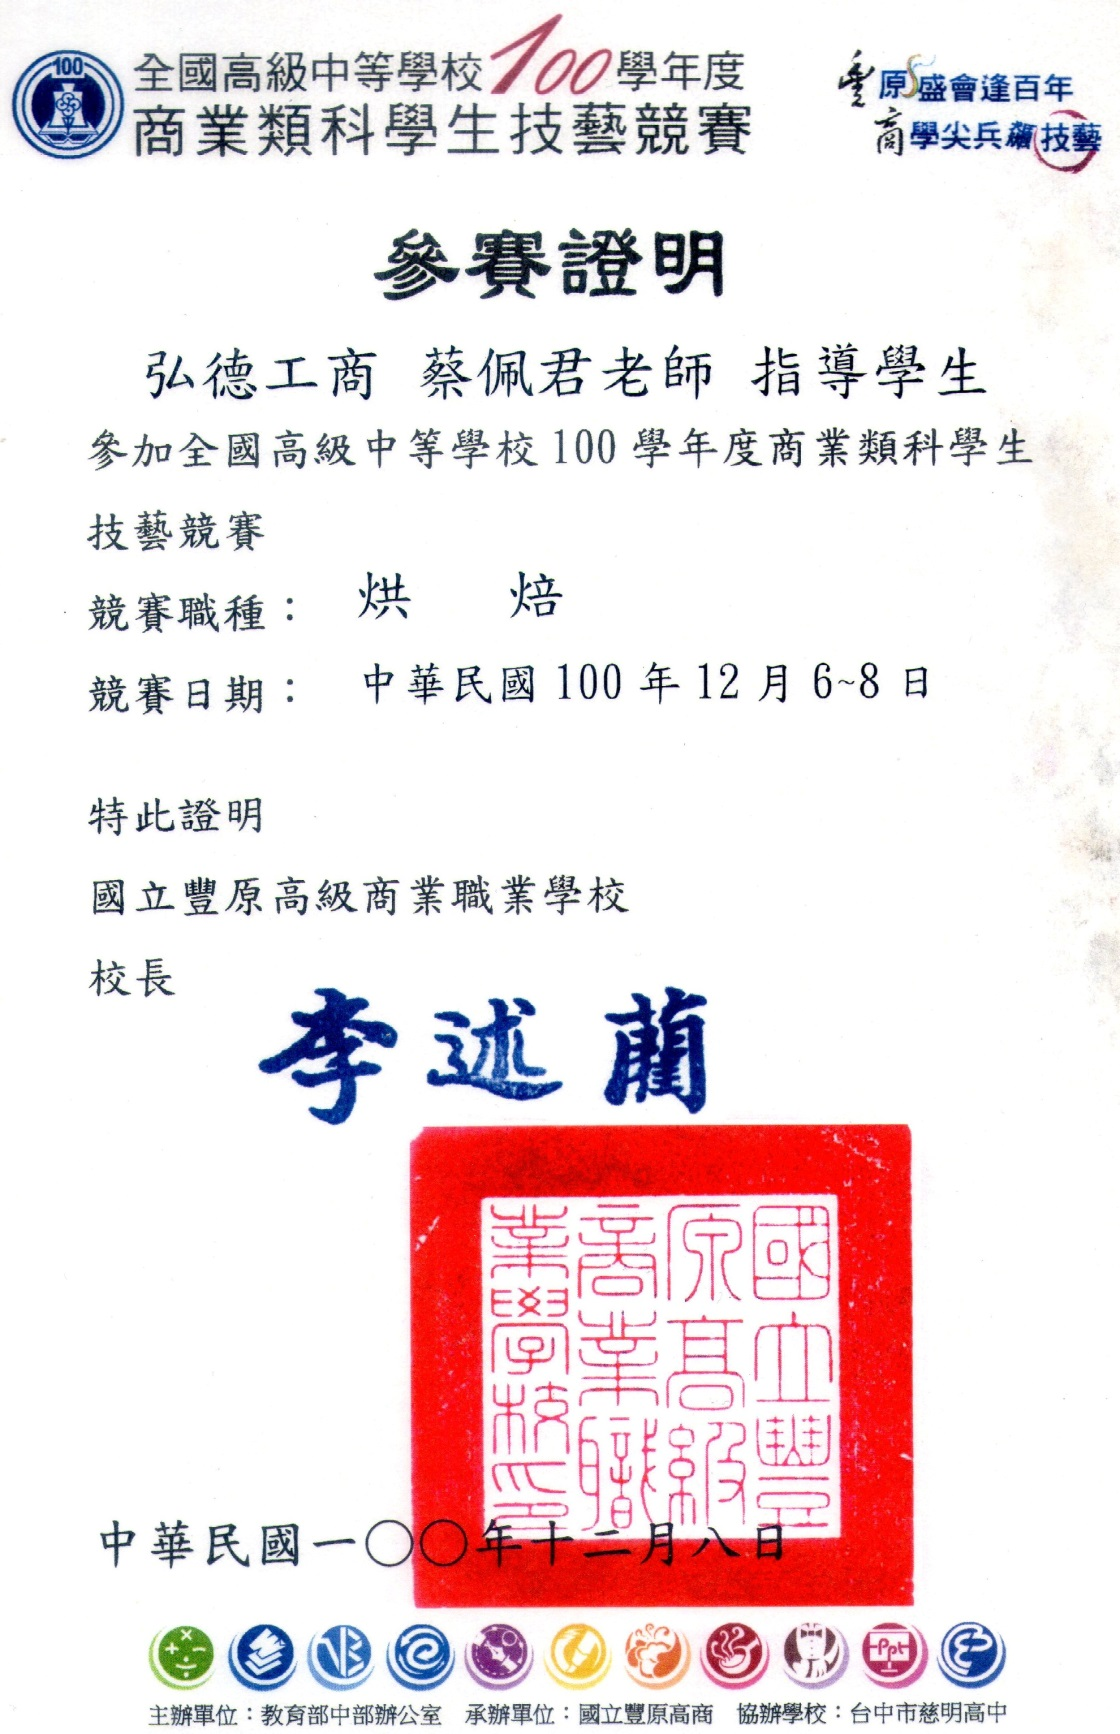 100
全國高級中等學校100學年度
商業類科學生技藝競賽
豐原盛會逢百年
商學尖兵飆技藝
參賽證明
弘德工商 蔡佩君老師 指導學生
參加全國高級中等學校100學年度商業類科學生
技藝競賽
競賽職種： 烘 焙
競賽日期： 中華民國100年12月6~8日
特此證明
國立豐原高級商業職業學校
校長
李述蘭
國立豐原高級商業職業學校印
中華民國一〇〇年十二月八日
主辦單位：教育部中部辦公室 承辦單位：國立豐原高商 協辦學校：台中市慈明高中